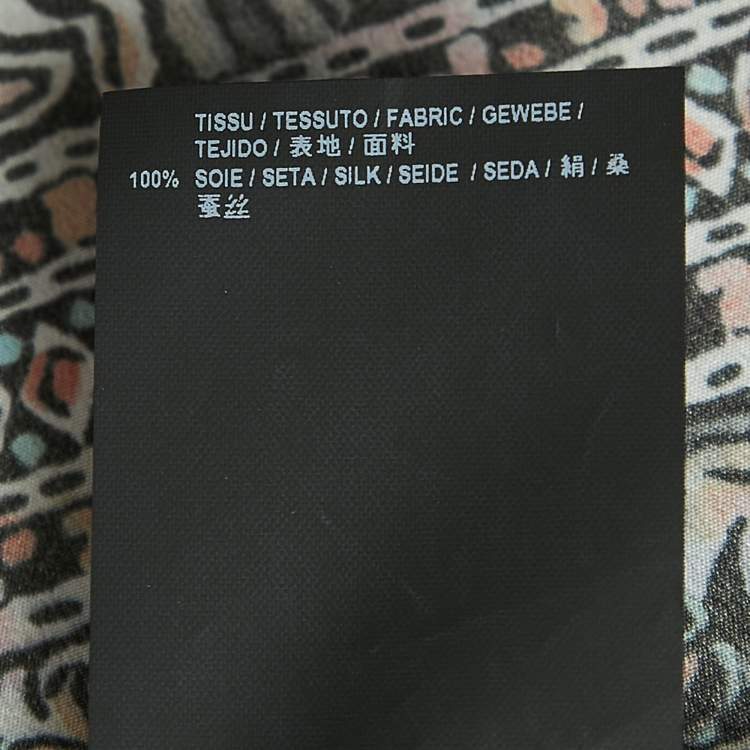 TISSU / TESSUTO / FABRIC / GEWEBE /
TEJIDO / 表地 / 面料
100% SOIE / SETA / SILK / SEIDE / SEDA / 絹 / 桑
蚕丝